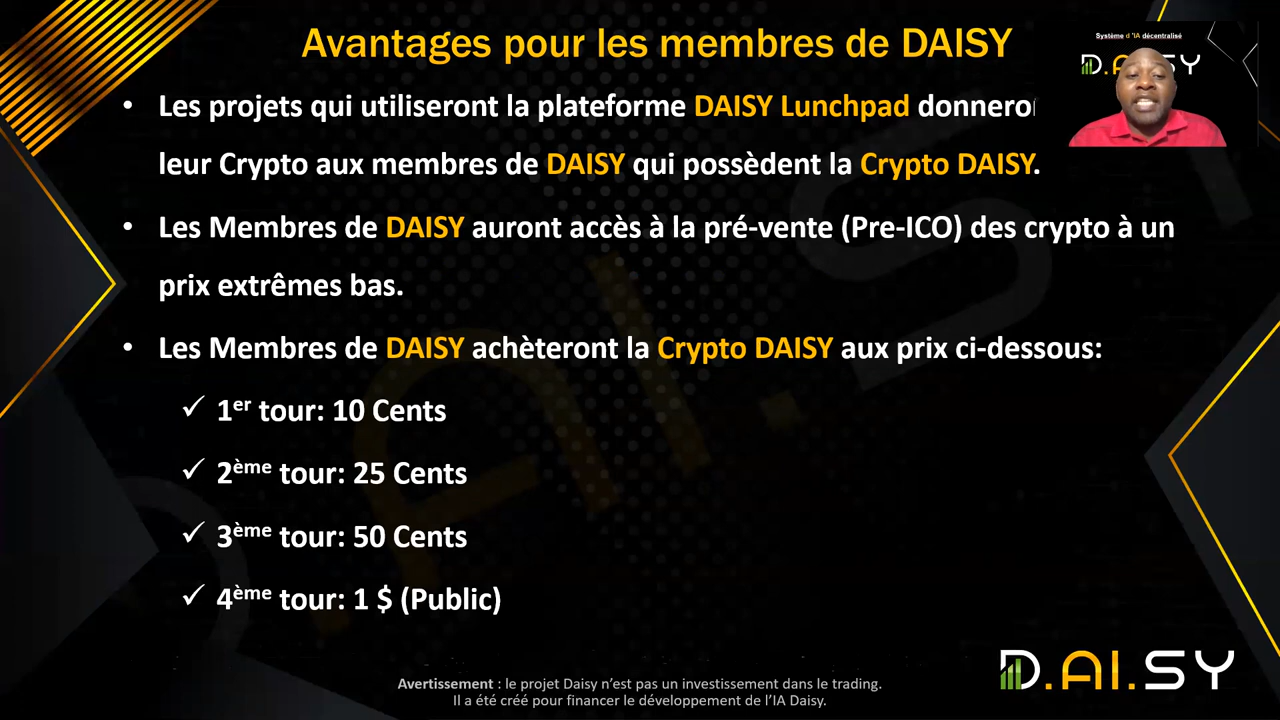 Avantages pour les membres de DAISY
Système d 'IA décentralisé
• Les projets qui utiliseront la plateforme DAISY Lunchpad
leur Crypto aux membres de DAISY qui possèdent la Crypto DAISY.
• Les Membres de DAISY auront accès à la pré-vente (Pre-ICO) des crypto à un
prix extrêmes bas.
• Les Membres de DAISY achèteront la Crypto DAISY aux prix ci-dessous:
✓ 1er tour: 10 Cents
✓ 2ème tour: 25 Cents
✓ 3ème tour: 50 Cents
✓ 4ème tour: 1 $ (Public)
Avertissement : le projet Daisy n’est pas un investissement dans le trading.
Il a été créé pour financer le développement de l’IA Daisy.
D.AI.SY